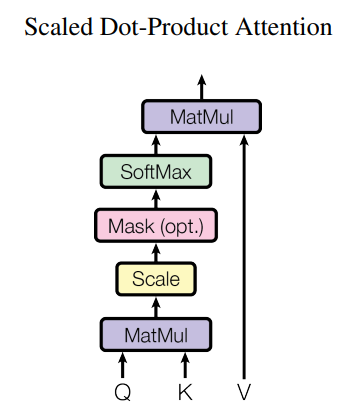 Scaled Dot-Product Attention
MatMul
SoftMax
Mask (opt.)
Scale
MatMul
Q K V